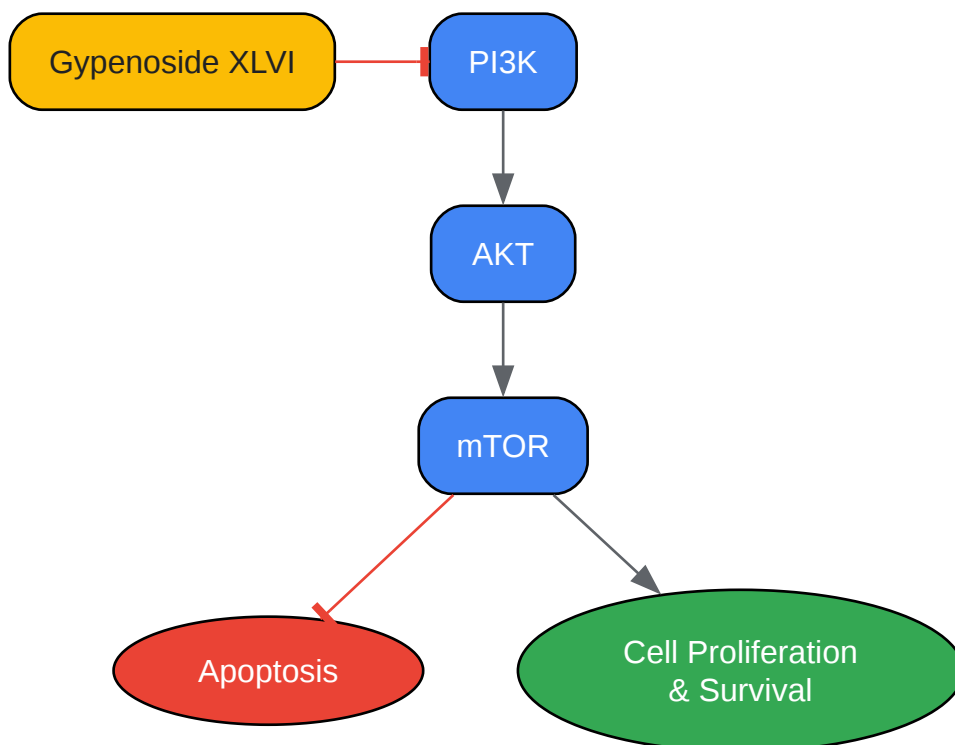 Gypenoside XLVI
PI3K
AKT
mTOR
Apoptosis
Cell Proliferation
& Survival